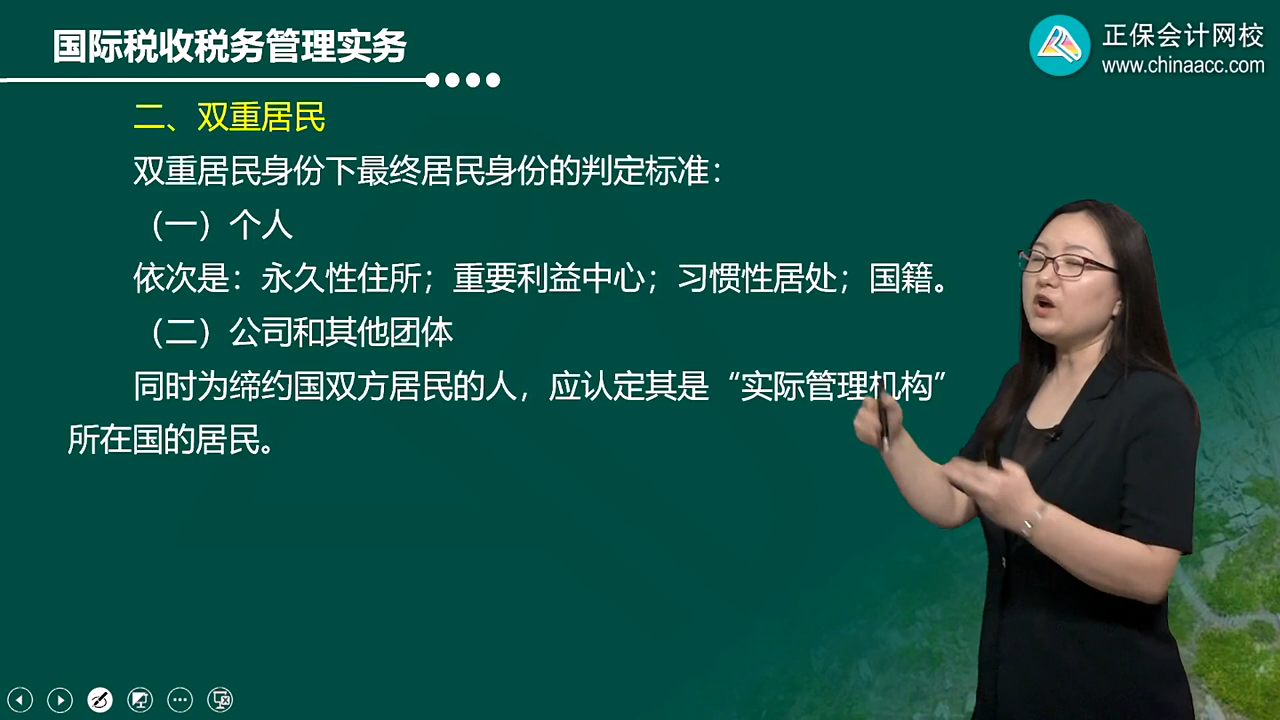 国际税收税务管理实务
正保会计网校
www.chinaacc.com
二、双重居民
双重居民身份下最终居民身份的判定标准：
（一）个人
依次是：永久性住所；重要利益中心；习惯性居处；国籍。
（二）公司和其他团体
同时为缔约国双方居民的人，应认定其是“实际管理机构”
所在国的居民。